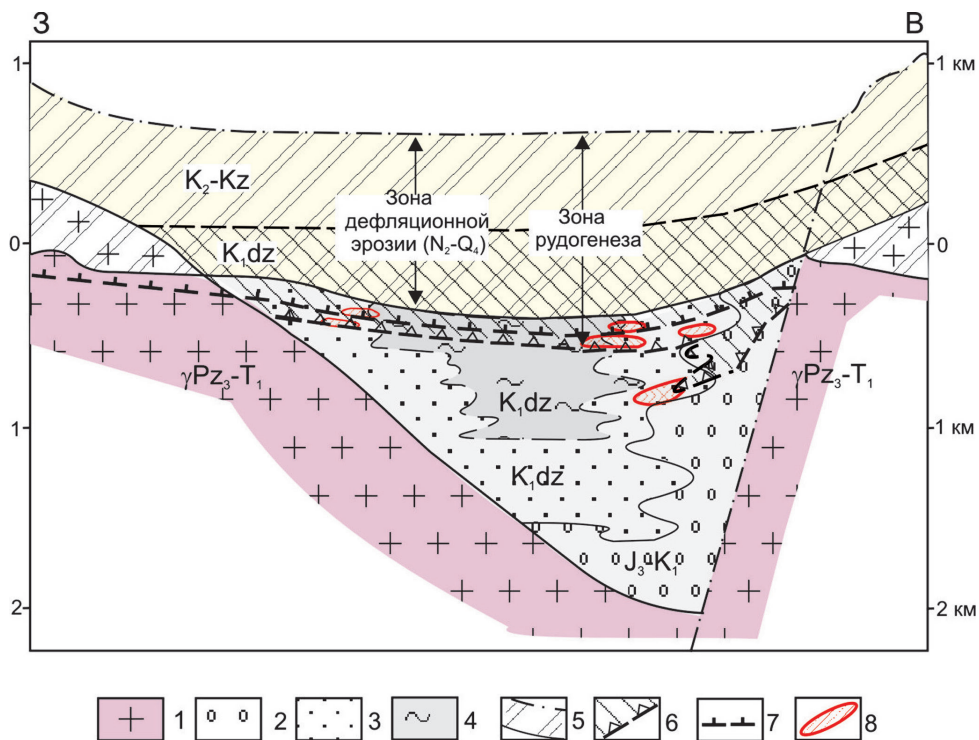 З В
1 1 км
K₂-Kz
Зона
дефляционной
эрозии (N₂-Q₄)
Зона
рудогенеза
0 0
K₁dz
γPz₃-T₁ γPz₃-T₁
K₁dz
1 1 км
K₁dz
J₃-K₁
2 2 км
1 2 3 4 5 6 7 8